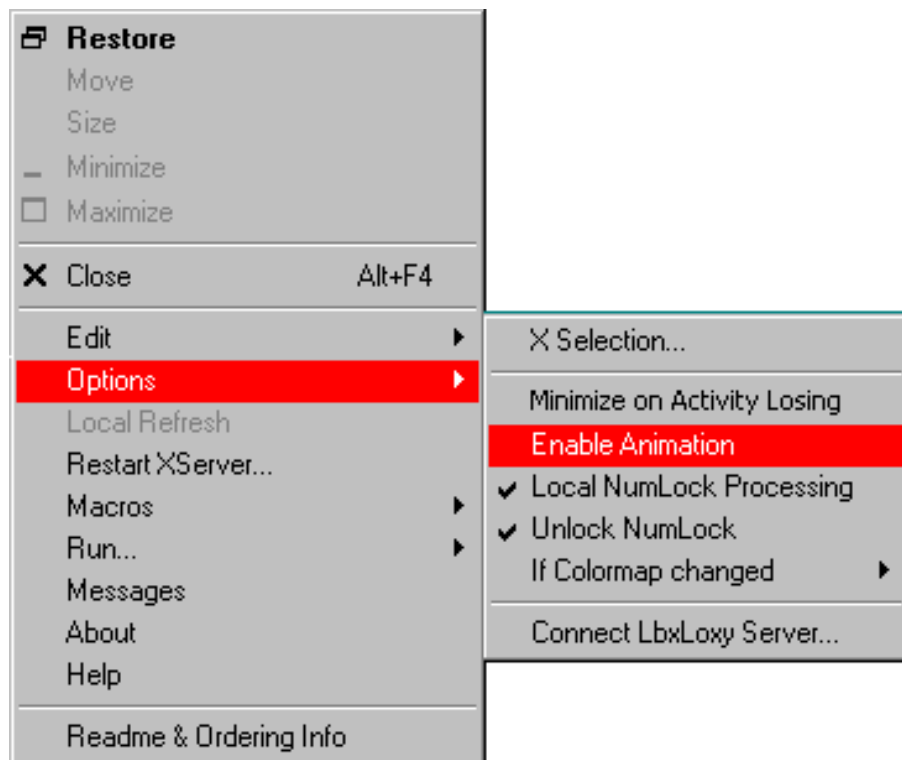 Restore
Move
Size
Minimize
Maximize
Close Alt+F4
Edit
Options
Local Refresh
Restart XServer...
Macros
Run...
Messages
About
Help
Readme & Ordering Info
X Selection...
Minimize on Activity Losing
Enable Animation
Local NumLock Processing
Unlock NumLock
If Colormap changed
Connect LbxLoxy Server...